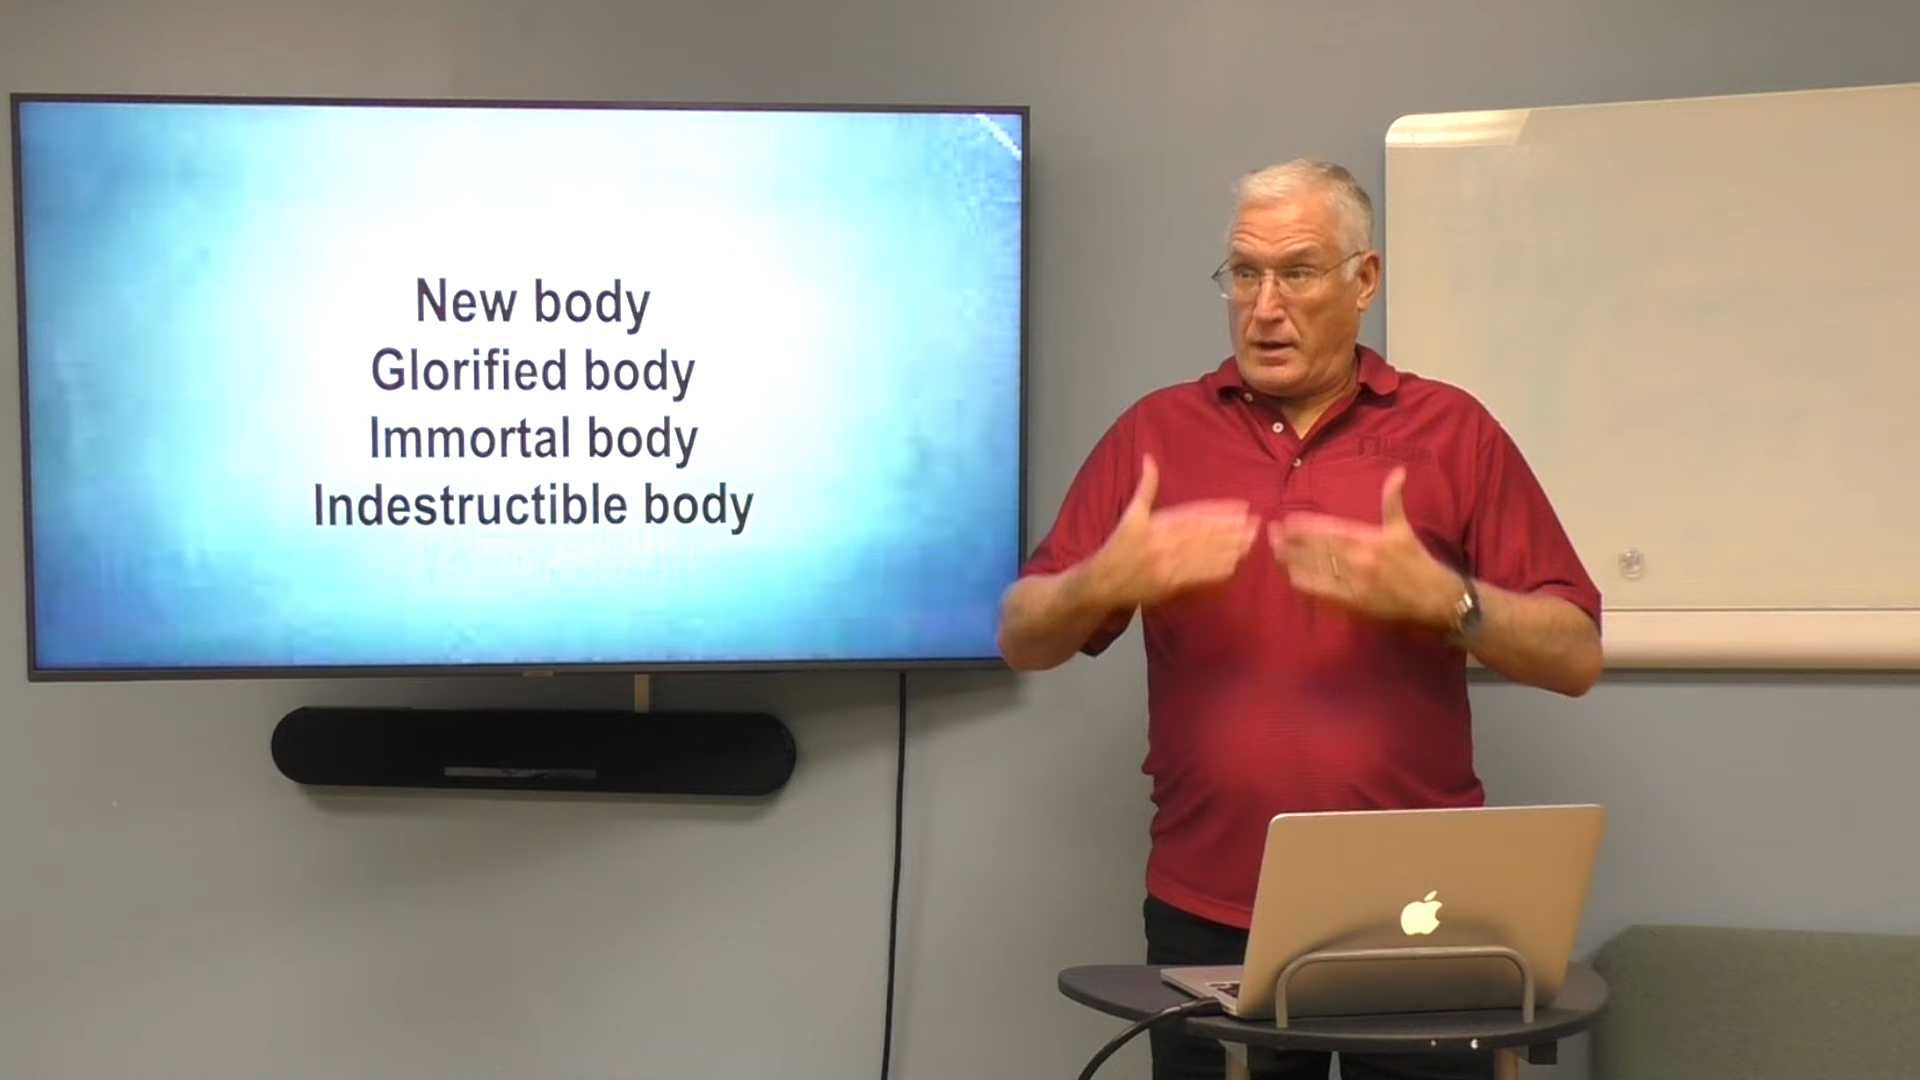 New body
Glorified body
Immortal body
Indestructible body